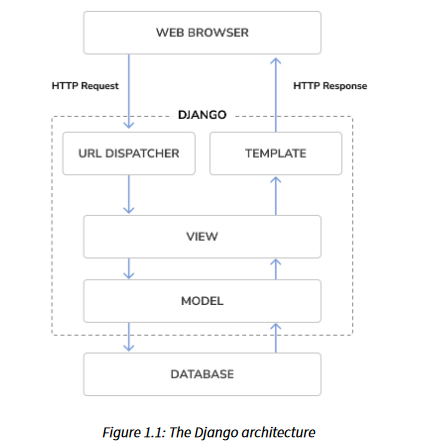 WEB BROWSER
HTTP Request
HTTP Response
DJANGO
URL DISPATCHER
TEMPLATE
VIEW
MODEL
DATABASE
Figure 1.1: The Django architecture